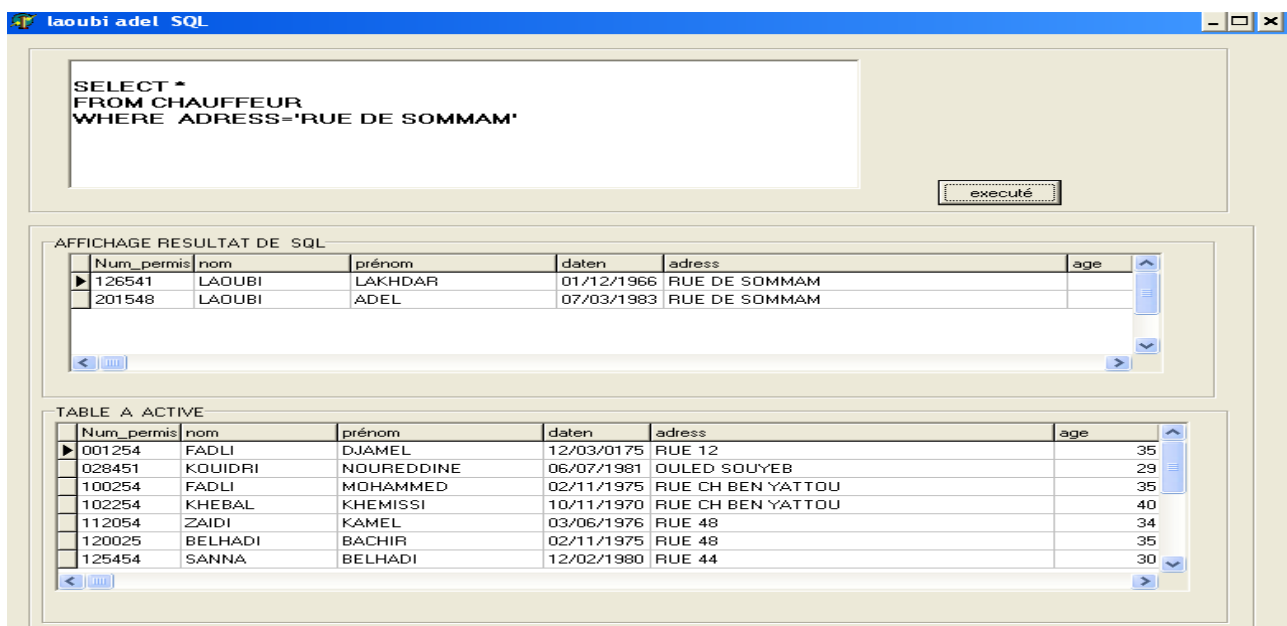 laoubi adel SQL
SELECT *
FROM CHAUFFEUR
WHERE ADRESS='RUE DE SOMMAM'
executé
AFFICHAGE RESULTAT DE SQL
Num_permis nom prénom daten adress age
126541 LAOUBI LAKHDAR 01/12/1966 RUE DE SOMMAM
201548 LAOUBI ADEL 07/03/1983 RUE DE SOMMAM
TABLE A ACTIVE
Num_permis nom prénom daten adress age
001254 FADLI DJAMEL 12/03/0175 RUE 12 35
028451 KOUIDRI NOUREDDINE 06/07/1981 OULED SOUYEB 29
100254 FADLI MOHAMMED 02/11/1975 RUE CH BEN YATTOU 35
102254 KHEBAL KHEMISSI 10/11/1970 RUE CH BEN YATTOU 40
112054 ZAIDI KAMEL 03/06/1976 RUE 48 34
120025 BELHADI BACHIR 02/11/1975 RUE 48 35
125454 SANNA BELHADI 12/02/1980 RUE 44 30